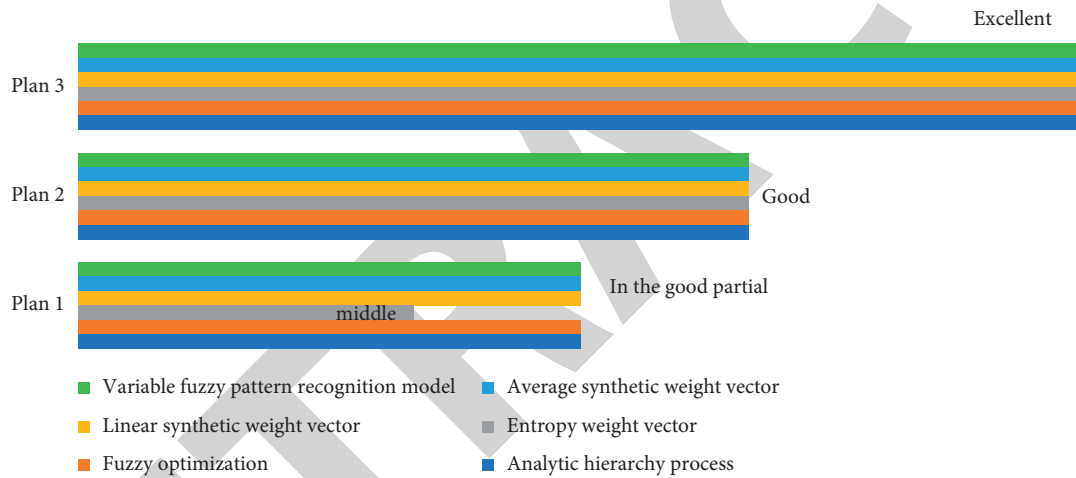 Excellent
Plan 3
Plan 2
Good
In the good partial
Plan 1
middle
Variable fuzzy pattern recognition model
Average synthetic weight vector
Linear synthetic weight vector
Entropy weight vector
Fuzzy optimization
Analytic hierarchy process